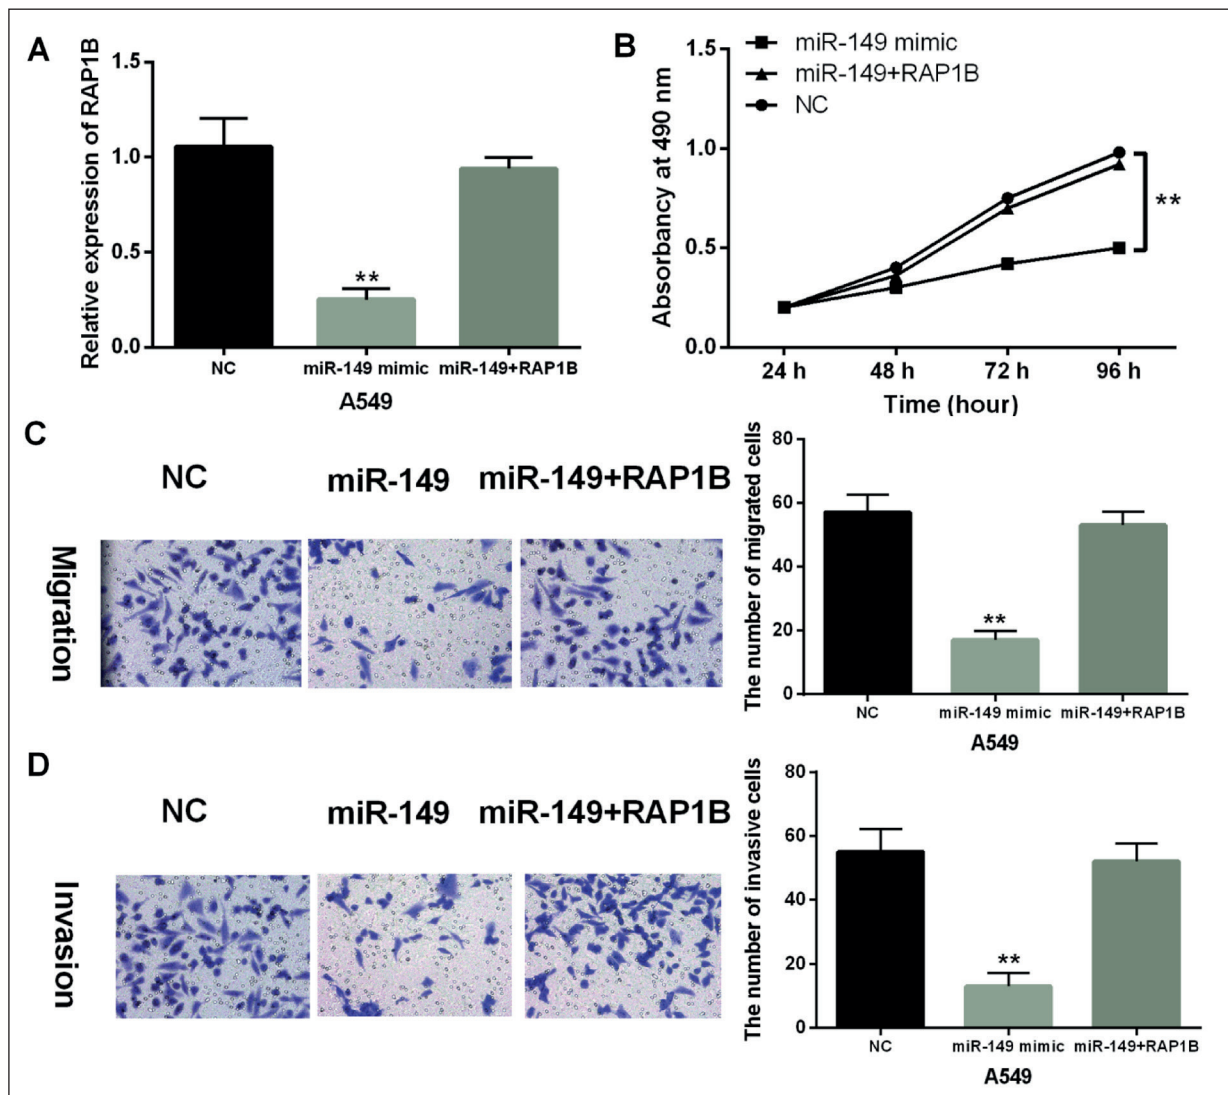 A
Relative expression of RAP1B
1.5
1.0
0.5
0.0
**
NC
miR-149 mimic
miR-149+RAP1B
A549
B
Absorbancy at 490 nm
1.5
1.0
0.5
0.0
miR-149 mimic
miR-149+RAP1B
NC
**
24 h
48 h
72 h
96 h
Time (hour)
C
NC
miR-149
miR-149+RAP1B
Migration
The number of migrated cells
80
60
40
20
0
**
NC
miR-149 mimic
miR-149+RAP1B
A549
D
NC
miR-149
miR-149+RAP1B
Invasion
The number of invasive cells
80
60
40
20
0
**
NC
miR-149 mimic
miR-149+RAP1B
A549